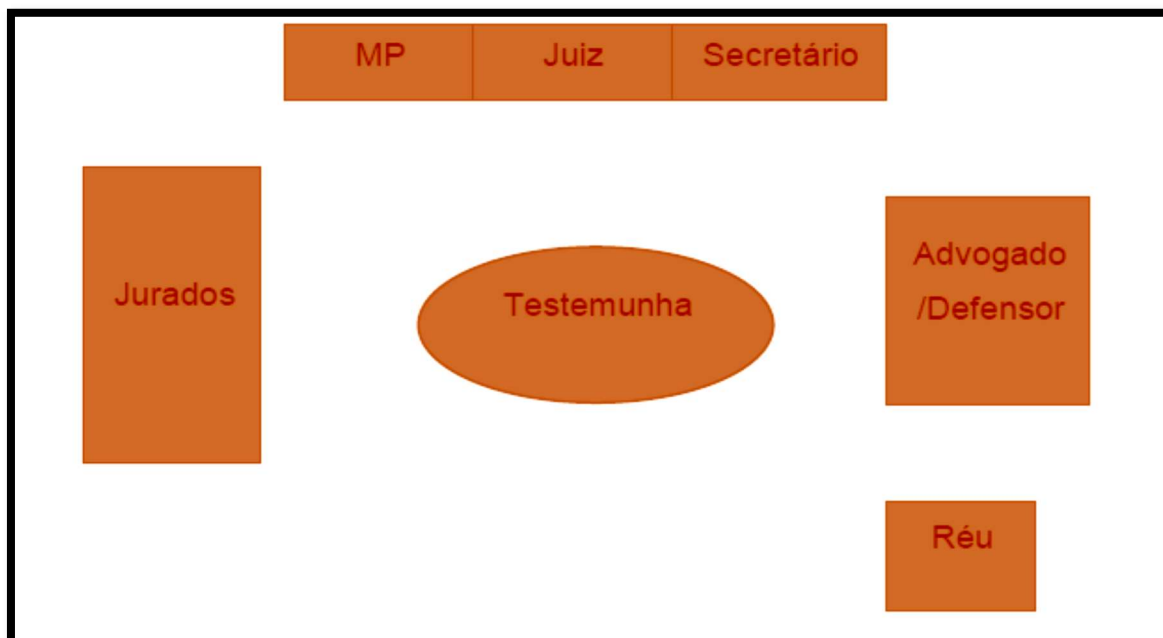 MP
Juiz
Secretário
Jurados
Testemunha
Advogado
/Defensor
Réu